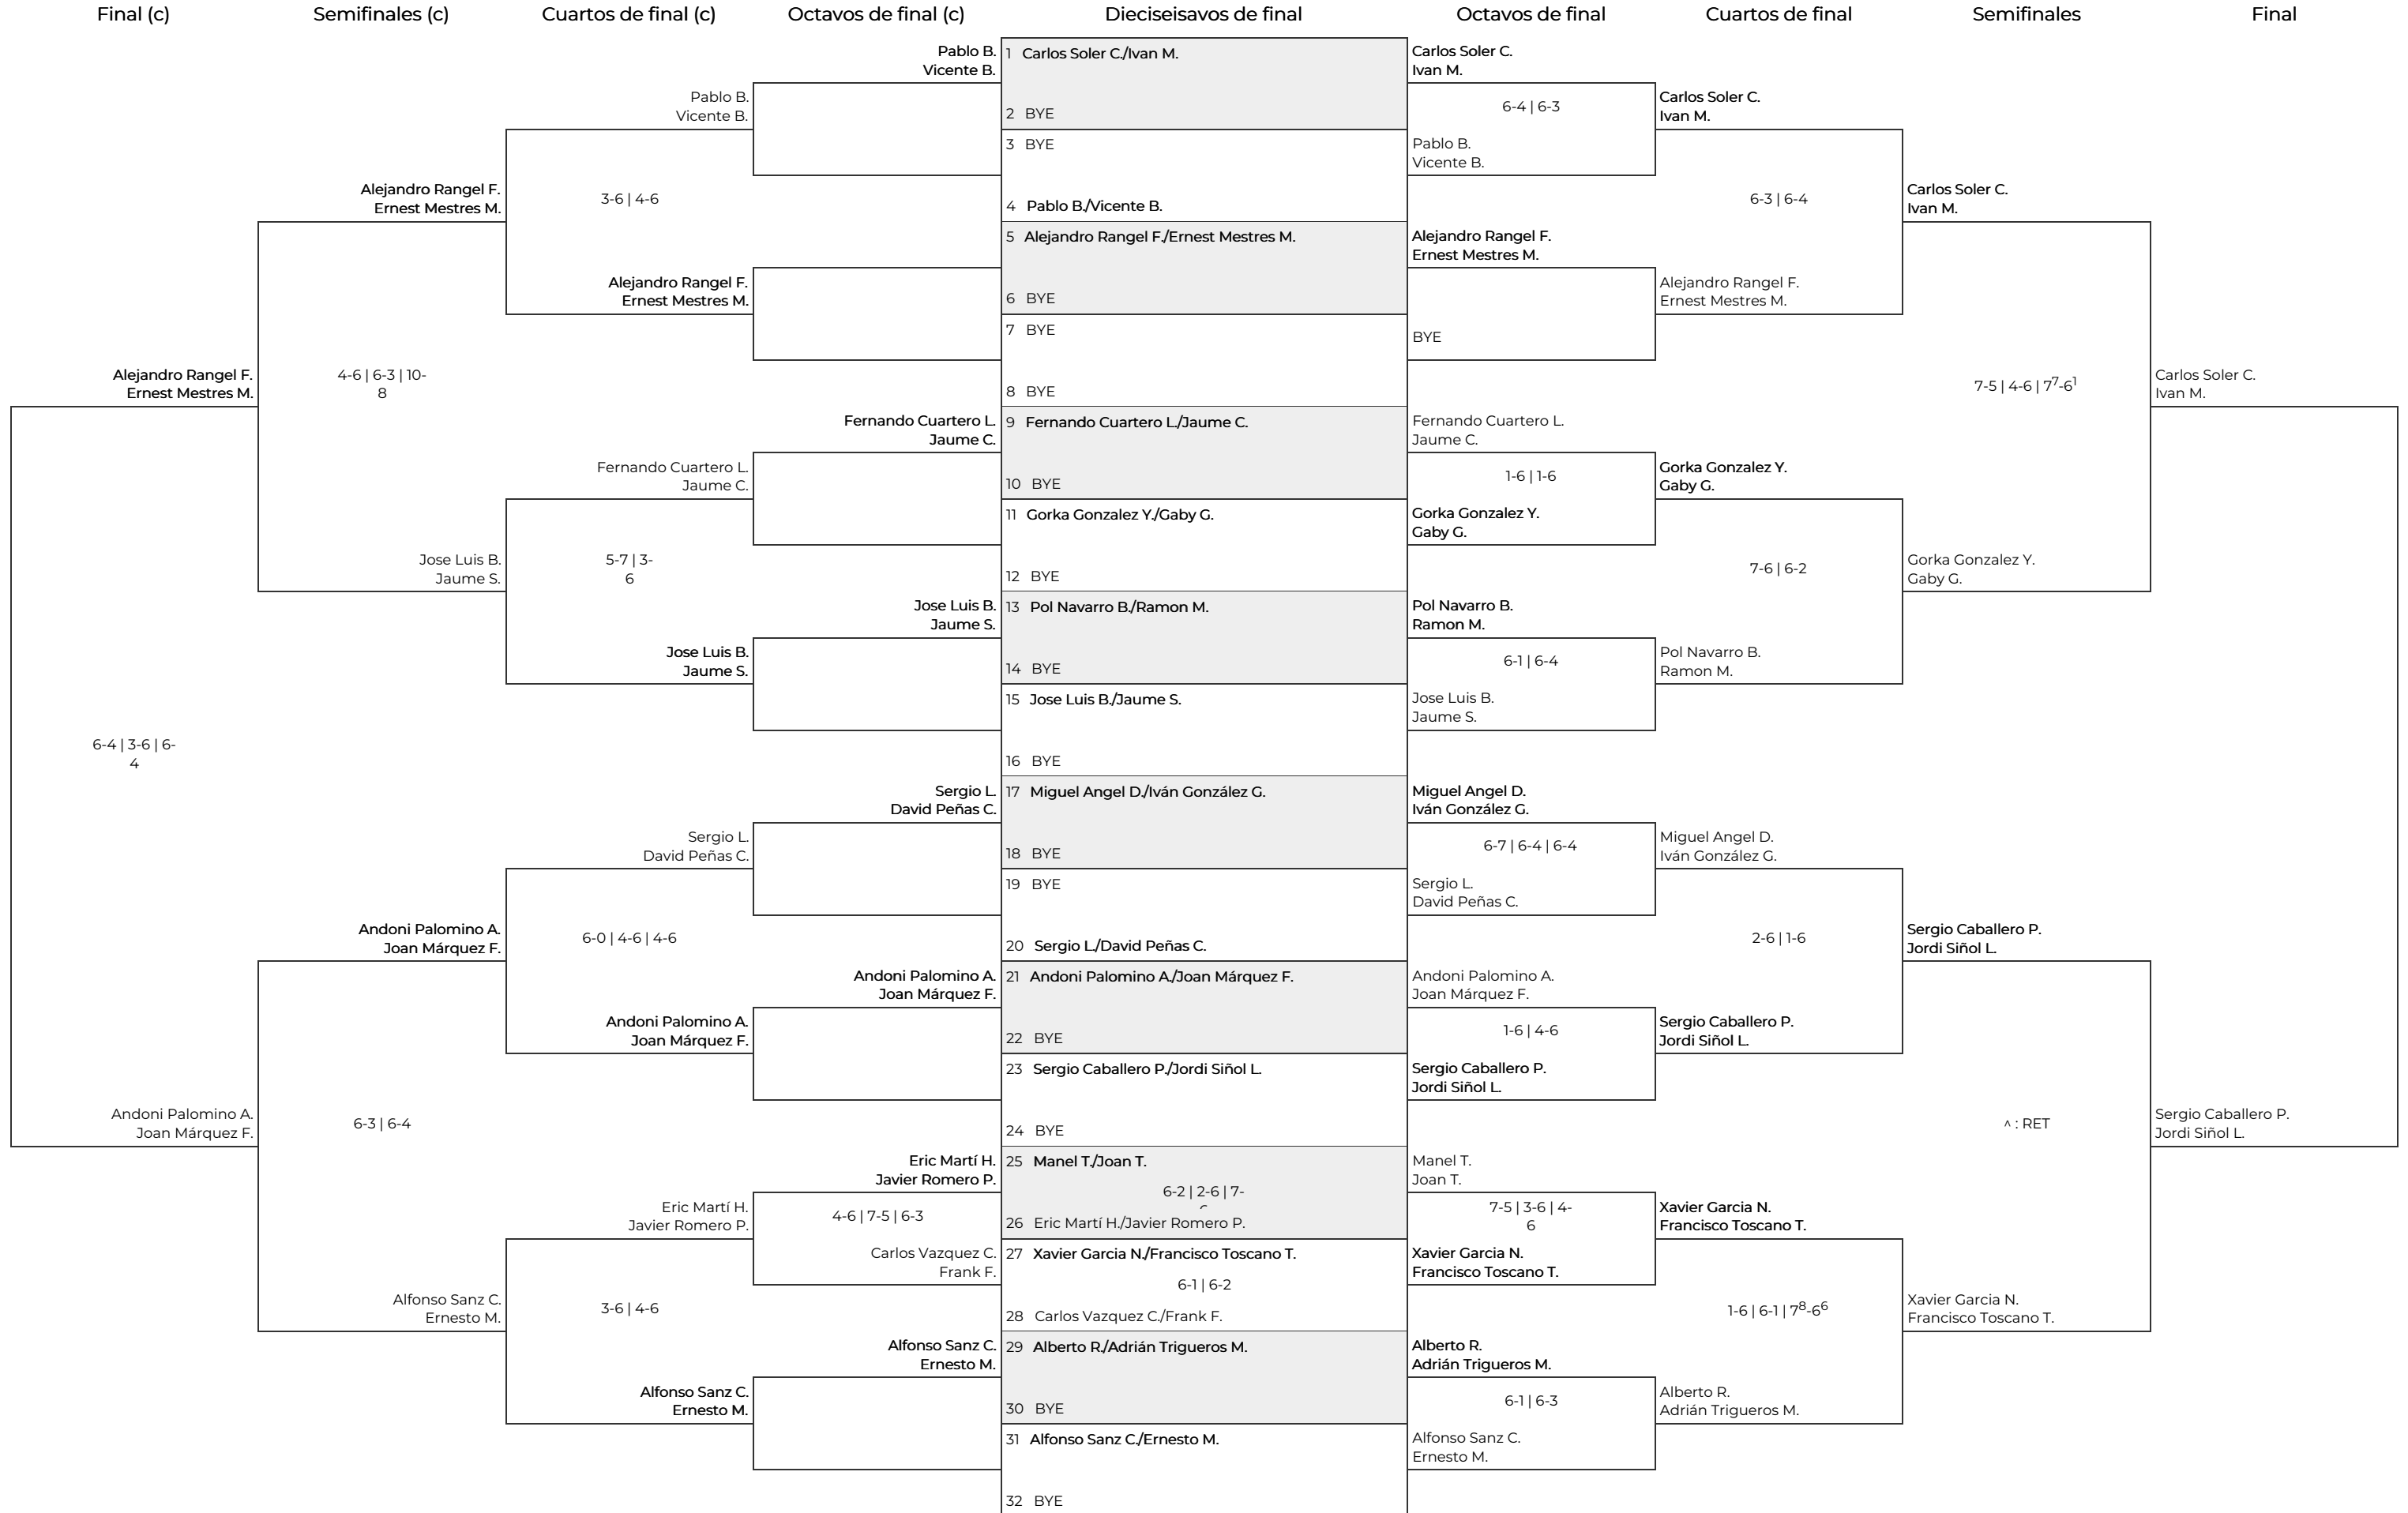 Final (c)
Semifinales (c)
Cuartos de final (c)
Octavos de final (c)
Dieciseisavos de final
Octavos de final
Cuartos de final
Semifinales
Final
Alejandro Rangel F.
Ernest Mestres M.
6-4 | 3-6 | 6-
4
Andoni Palomino A.
Joan Márquez F.
Alejandro Rangel F.
Ernest Mestres M.
4-6 | 6-3 | 10-
8
Jose Luis B.
Jaume S.
Andoni Palomino A.
Joan Márquez F.
6-3 | 6-4
Alfonso Sanz C.
Ernesto M.
Pablo B.
Vicente B.
3-6 | 4-6
Alejandro Rangel F.
Ernest Mestres M.
Fernando Cuartero L.
Jaume C.
5-7 | 3-
6
Jose Luis B.
Jaume S.
Sergio L.
David Peñas C.
6-0 | 4-6 | 4-6
Andoni Palomino A.
Joan Márquez F.
Eric Martí H.
Javier Romero P.
3-6 | 4-6
Alfonso Sanz C.
Ernesto M.
Pablo B.
Vicente B.
Fernando Cuartero L.
Jaume C.
Jose Luis B.
Jaume S.
Sergio L.
David Peñas C.
Andoni Palomino A.
Joan Márquez F.
Eric Martí H.
Javier Romero P.
4-6 | 7-5 | 6-3
Carlos Vazquez C.
Frank F.
Alfonso Sanz C.
Ernesto M.
1 Carlos Soler C./Ivan M.
2 BYE
3 BYE
4 Pablo B./Vicente B.
5 Alejandro Rangel F./Ernest Mestres M.
6 BYE
7 BYE
8 BYE
9 Fernando Cuartero L./Jaume C.
10 BYE
11 Gorka Gonzalez Y./Gaby G.
12 BYE
13 Pol Navarro B./Ramon M.
14 BYE
15 Jose Luis B./Jaume S.
16 BYE
17 Miguel Angel D./Iván González G.
18 BYE
19 BYE
20 Sergio L./David Peñas C.
21 Andoni Palomino A./Joan Márquez F.
22 BYE
23 Sergio Caballero P./Jordi Siñol L.
24 BYE
25 Manel T./Joan T.
6-2 | 2-6 | 7-
26 Eric Martí H./Javier Romero P.
27 Xavier Garcia N./Francisco Toscano T.
6-1 | 6-2
28 Carlos Vazquez C./Frank F.
29 Alberto R./Adrián Trigueros M.
30 BYE
31 Alfonso Sanz C./Ernesto M.
32 BYE
Carlos Soler C.
Ivan M.
6-4 | 6-3
Pablo B.
Vicente B.
Alejandro Rangel F.
Ernest Mestres M.
BYE
Fernando Cuartero L.
Jaume C.
1-6 | 1-6
Gorka Gonzalez Y.
Gaby G.
Pol Navarro B.
Ramon M.
6-1 | 6-4
Jose Luis B.
Jaume S.
Miguel Angel D.
Iván González G.
6-7 | 6-4 | 6-4
Sergio L.
David Peñas C.
Andoni Palomino A.
Joan Márquez F.
1-6 | 4-6
Sergio Caballero P.
Jordi Siñol L.
Manel T.
Joan T.
7-5 | 3-6 | 4-
6
Xavier Garcia N.
Francisco Toscano T.
Alberto R.
Adrián Trigueros M.
6-1 | 6-3
Alfonso Sanz C.
Ernesto M.
Carlos Soler C.
Ivan M.
6-3 | 6-4
Alejandro Rangel F.
Ernest Mestres M.
Gorka Gonzalez Y.
Gaby G.
7-6 | 6-2
Pol Navarro B.
Ramon M.
Miguel Angel D.
Iván González G.
2-6 | 1-6
Sergio Caballero P.
Jordi Siñol L.
Xavier Garcia N.
Francisco Toscano T.
1-6 | 6-1 | 7⁸-6⁶
Alberto R.
Adrián Trigueros M.
Carlos Soler C.
Ivan M.
7-5 | 4-6 | 7⁷-6¹
Gorka Gonzalez Y.
Gaby G.
Sergio Caballero P.
Jordi Siñol L.
^ : RET
Xavier Garcia N.
Francisco Toscano T.
Carlos Soler C.
Ivan M.
Sergio Caballero P.
Jordi Siñol L.